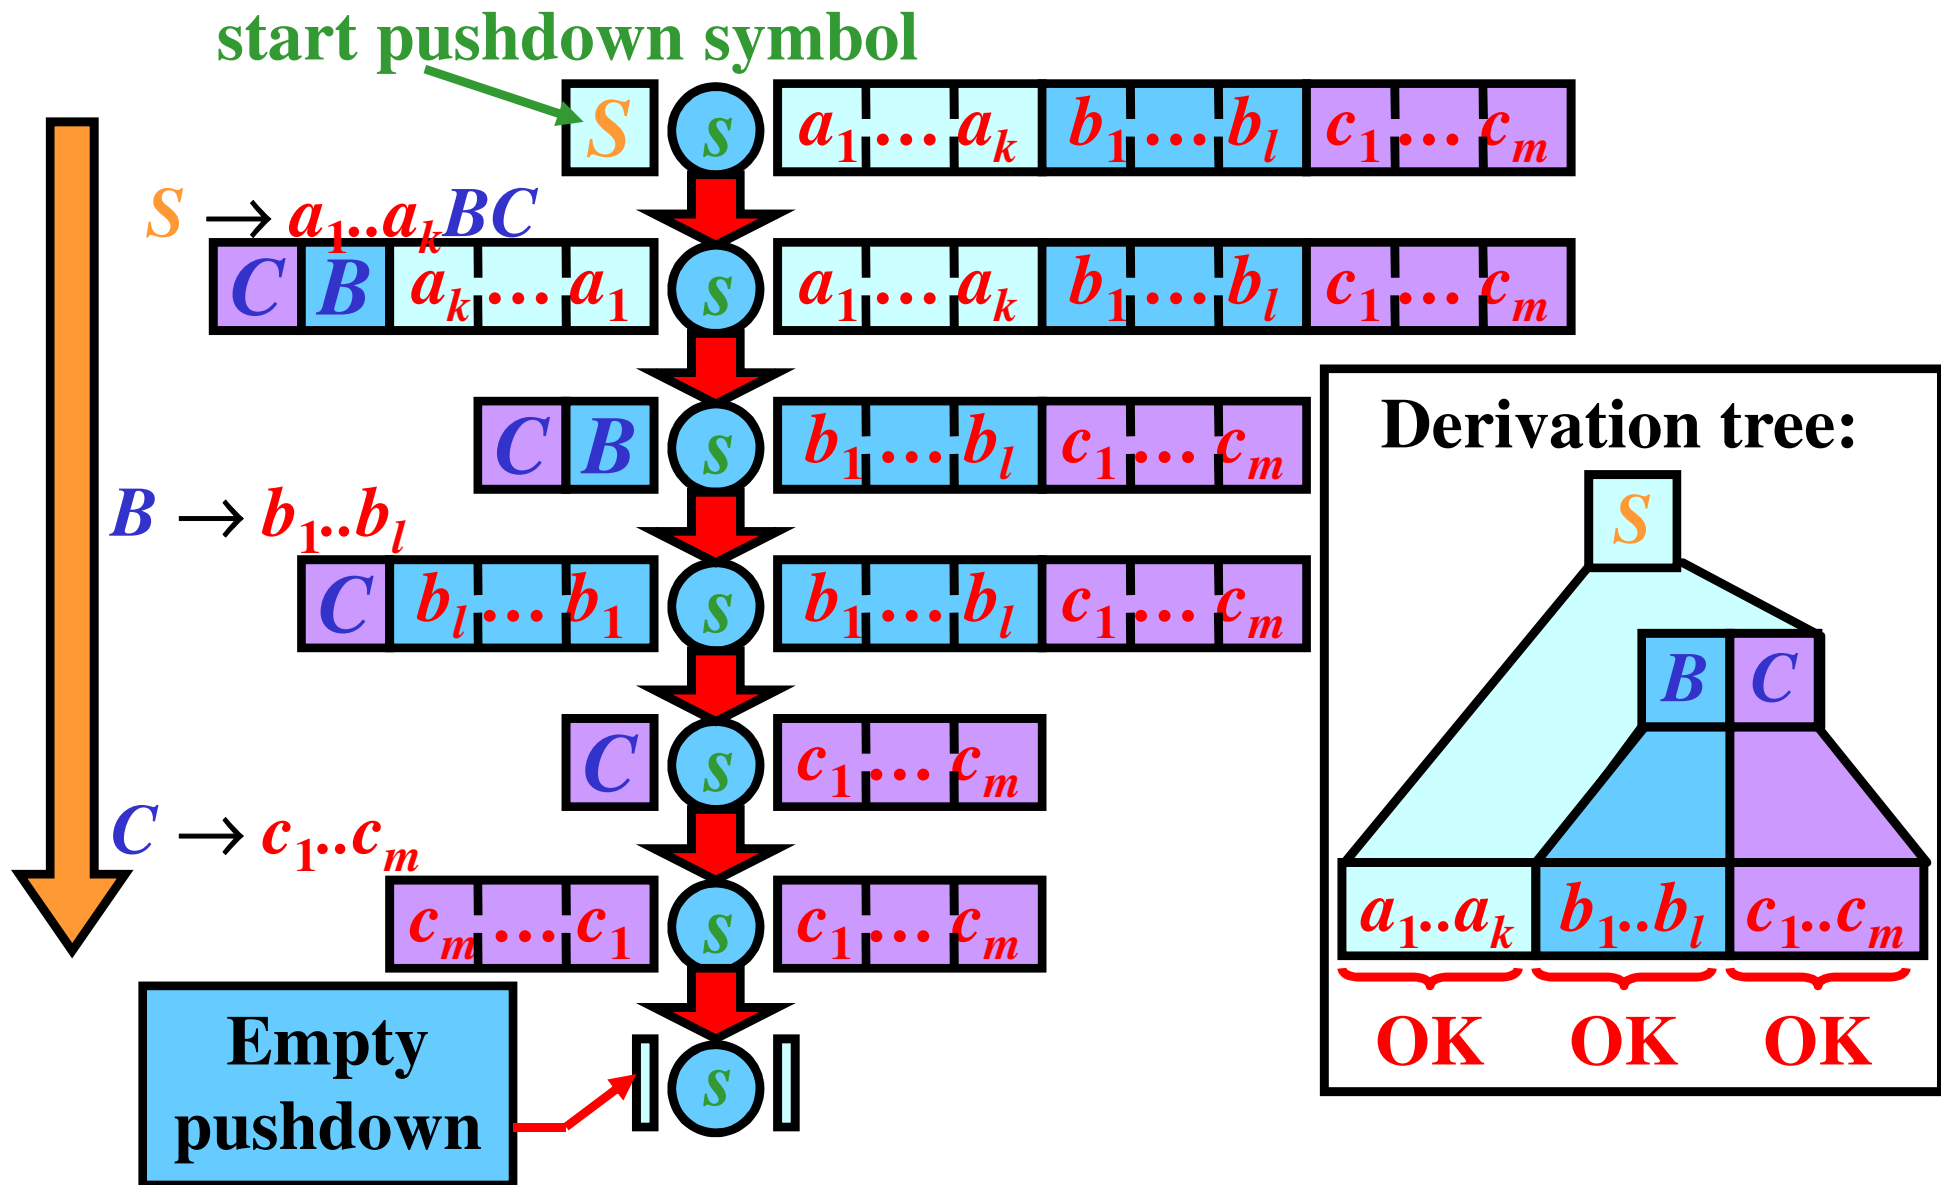 start pushdown symbol
S s a₁ … aₖ b₁ … bₗ c₁ … cₘ
S → a₁..aₖBC
C B aₖ … a₁ s a₁ … aₖ b₁ … bₗ c₁ … cₘ
C B s b₁ … bₗ c₁ … cₘ
B → b₁..bₗ
C bₗ … b₁ s b₁ … bₗ c₁ … cₘ
C s c₁ … cₘ
C → c₁..cₘ
cₘ … c₁ s c₁ … cₘ
Empty
pushdown
s
Derivation tree:
S
B C
a₁..aₖ b₁..bₗ c₁..cₘ
OK OK OK